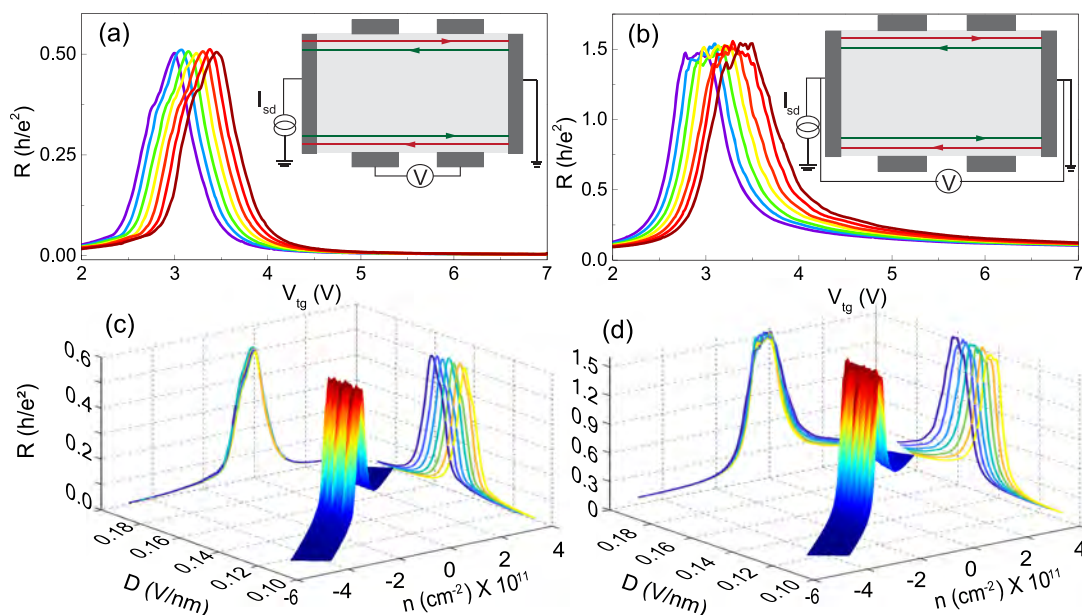 (a)
R (h/e²)
0.50
0.25
0.00
2 3 4 5 6 7
V_tg (V)
I_sd
V
(b)
R (h/e²)
1.5
1.0
0.5
0.0
2 3 4 5 6 7
V_tg (V)
I_sd
V
(c)
R (h/e²)
0.6
0.4
0.2
0.0
0.18
0.16
0.14
0.12
0.10
D (V/nm)
-6 -4 -2 0 2 4
n (cm⁻²) X 10¹¹
(d)
1.5
1.2
0.9
0.6
0.3
0
0.18
0.16
0.14
0.12
0.10
D (V/nm)
-6 -4 -2 0 2 4
n (cm⁻²) X 10¹¹